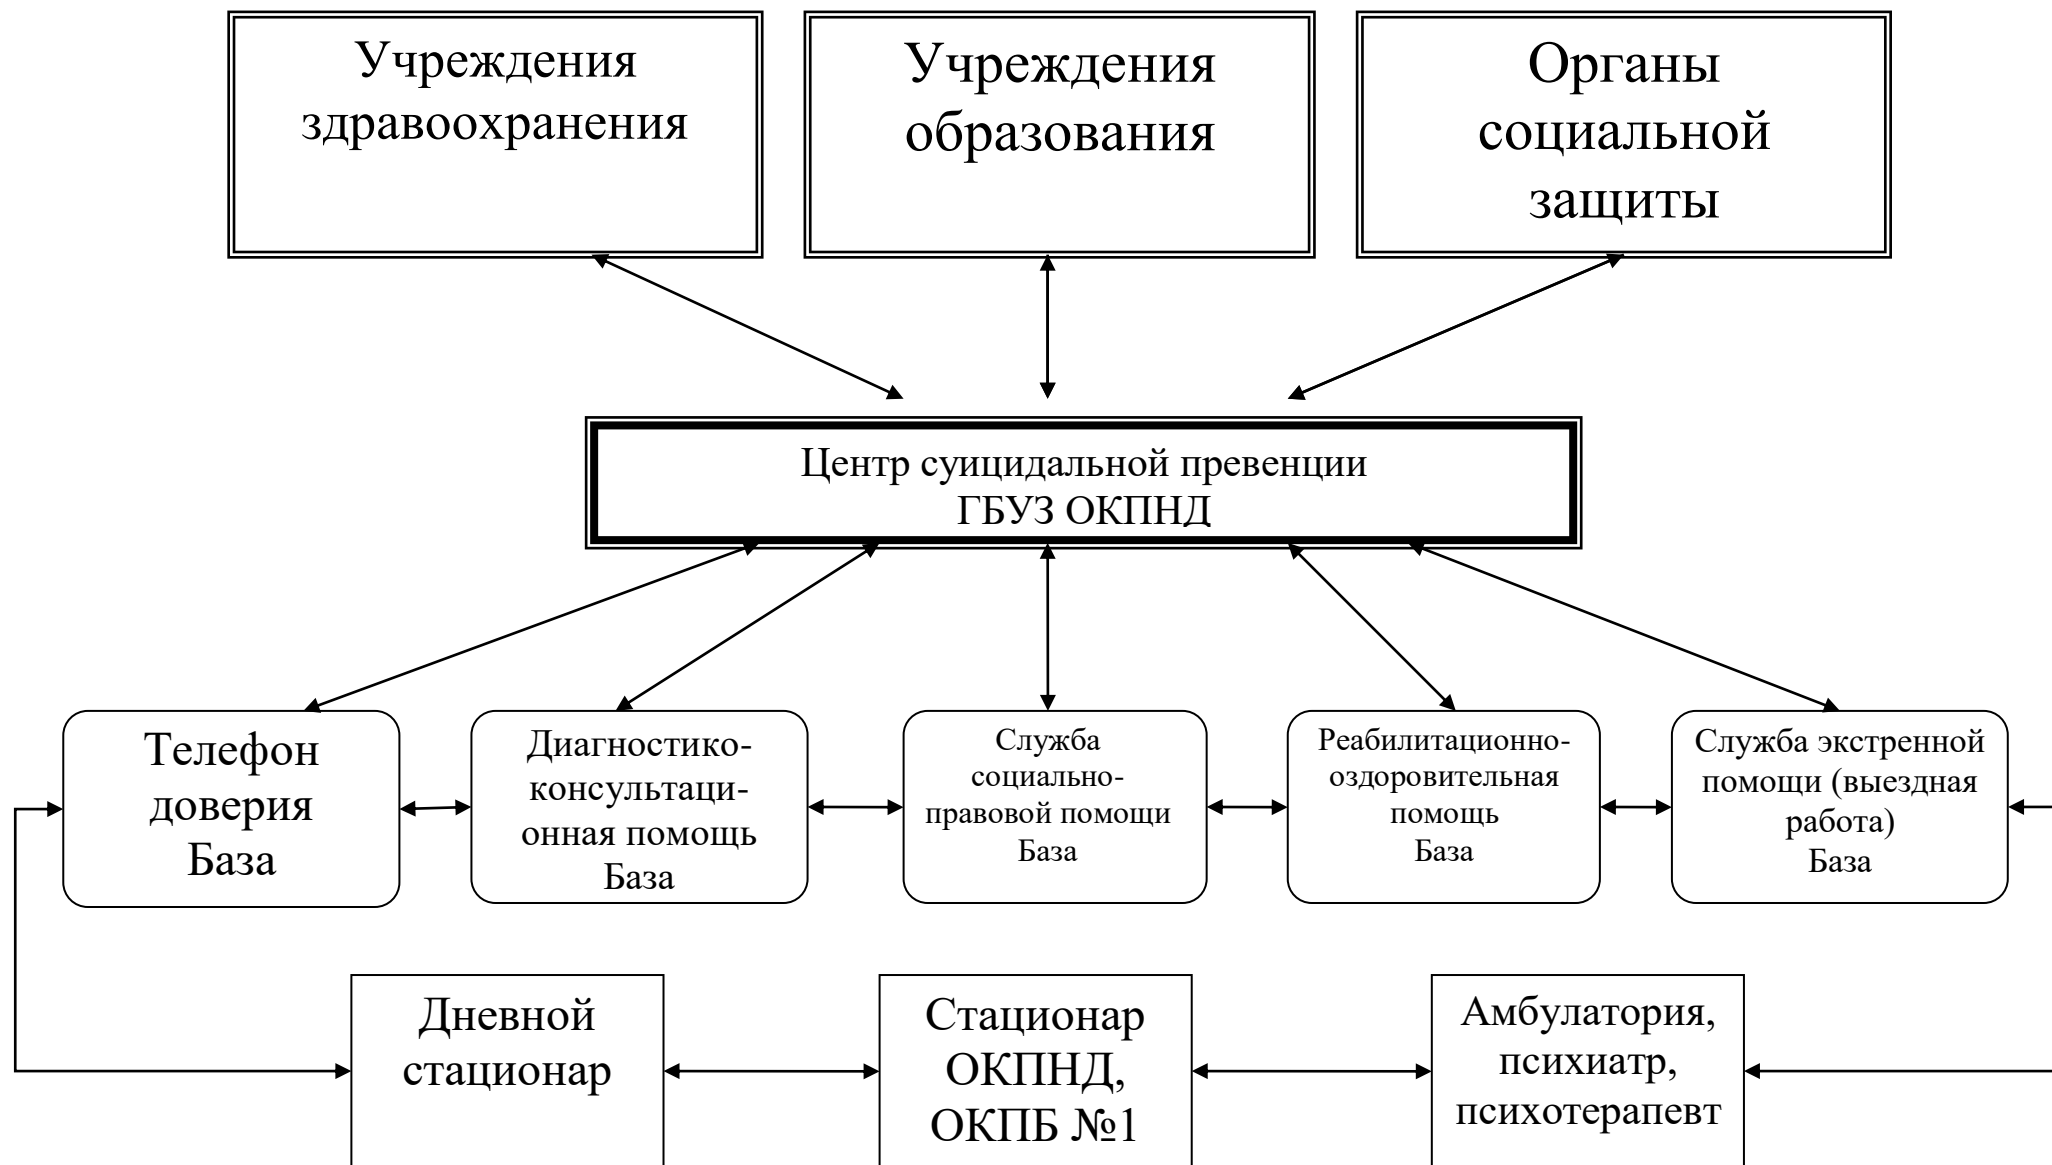 Учреждения
здравоохранения
Учреждения
образования
Органы
социальной
защиты
Центр суицидальной превенции
ГБУЗ ОКПНД
Телефон
доверия
База
Диагностико-
консультаци-
онная помощь
База
Служба
социально-
правовой помощи
База
Реабилитационно-
оздоровительная
помощь
База
Служба экстренной
помощи (выездная
работа)
База
Дневной
стационар
Стационар
ОКПНД,
ОКПБ №1
Амбулатория,
психиатр,
психотерапевт